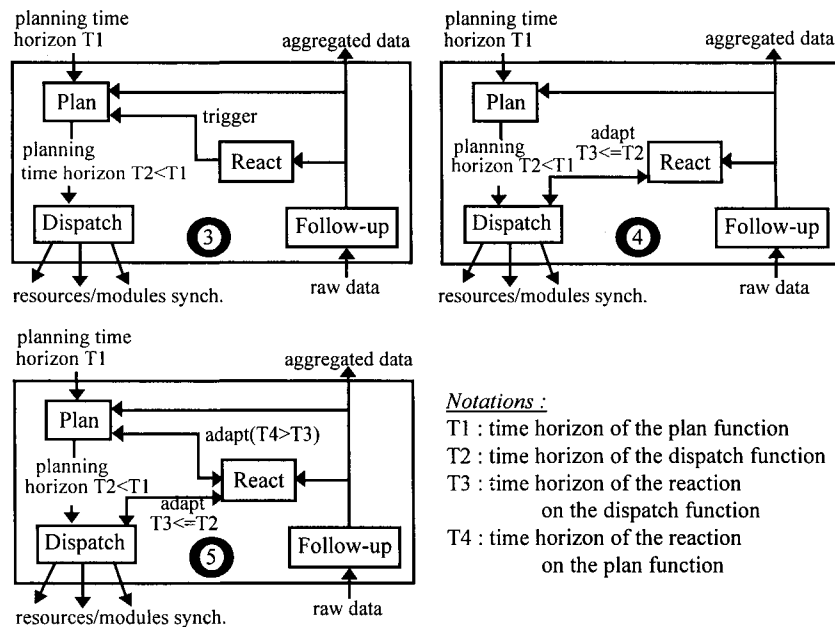 planning time
horizon T1
aggregated data
Plan
trigger
planning
time horizon T2<T1
React
Dispatch
3
Follow-up
resources/modules synch.
raw data
planning time
horizon T1
aggregated data
Plan
adapt
T3<=T2
planning
horizon T2<T1
React
Dispatch
4
Follow-up
resources/modules synch.
raw data
planning time
horizon T1
aggregated data
Plan
adapt(T4>T3)
planning
horizon T2<T1
React
adapt
T3<=T2
Dispatch
5
Follow-up
resources/modules synch.
raw data
Notations :
T1 : time horizon of the plan function
T2 : time horizon of the dispatch function
T3 : time horizon of the reaction
on the dispatch function
T4 : time horizon of the reaction
on the plan function